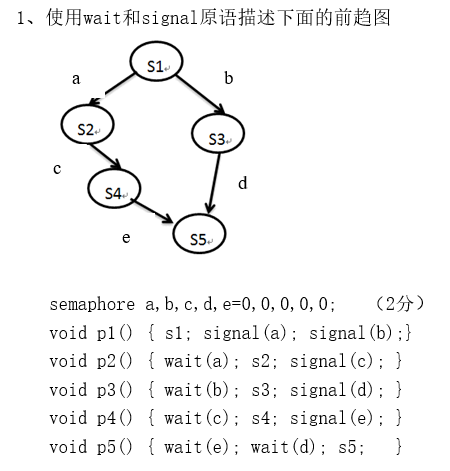 1、使用wait和signal原语描述下面的前趋图
S1
a
b
S2
S3
c
d
S4
e
S5
semaphore a,b,c,d,e=0,0,0,0,0; （2分）
void p1() { s1; signal(a); signal(b);}
void p2() { wait(a); s2; signal(c); }
void p3() { wait(b); s3; signal(d); }
void p4() { wait(c); s4; signal(e); }
void p5() { wait(e); wait(d); s5; }